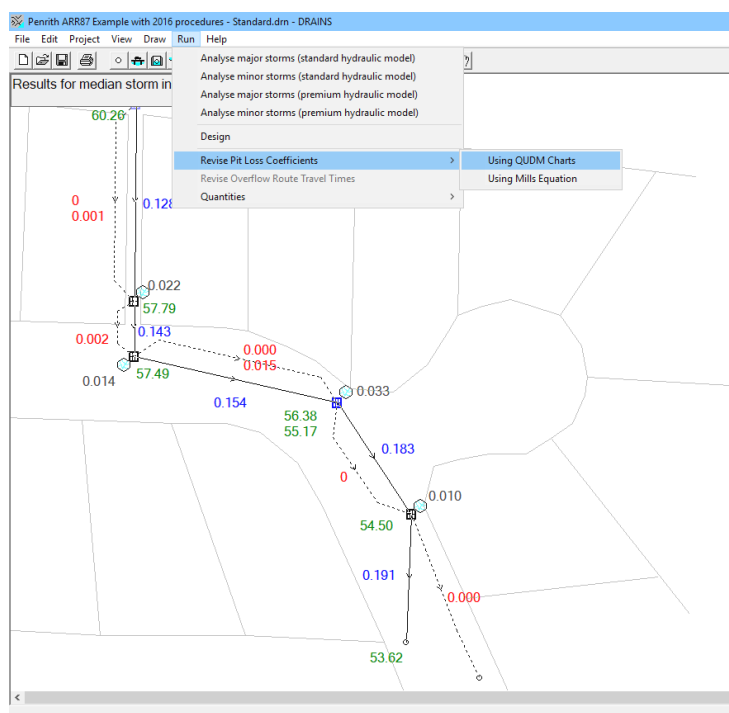 Penrith ARR87 Example with 2016 procedures - Standard.drn - DRAINS
File Edit Project View Draw Run Help
Analyse major storms (standard hydraulic model)
Analyse minor storms (standard hydraulic model)
Analyse major storms (premium hydraulic model)
Analyse minor storms (premium hydraulic model)
Design
Revise Pit Loss Coefficients > Using QUDM Charts
Revise Overflow Route Travel Times Using Mills Equation
Quantities >
Results for median storm in
60.26
0
0.001
0.128
0.022
57.79
0.002
0.143
0.014
57.49
0.000
0.015
0.154
0.033
56.38
55.17
0.183
0
0.010
54.50
0.191
0.000
53.62
<